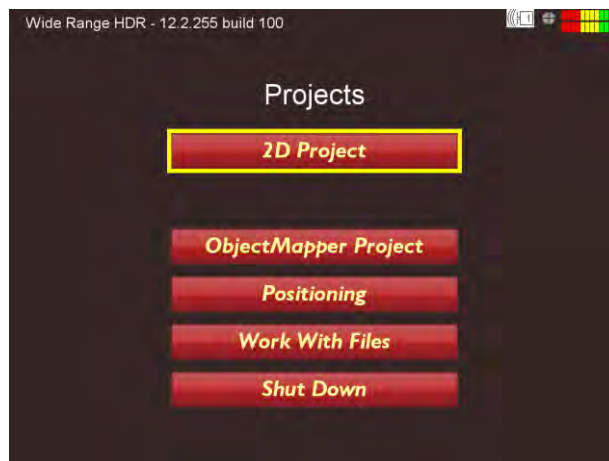 Wide Range HDR - 12.2.255 build 100
1
Projects
2D Project
ObjectMapper Project
Positioning
Work With Files
Shut Down